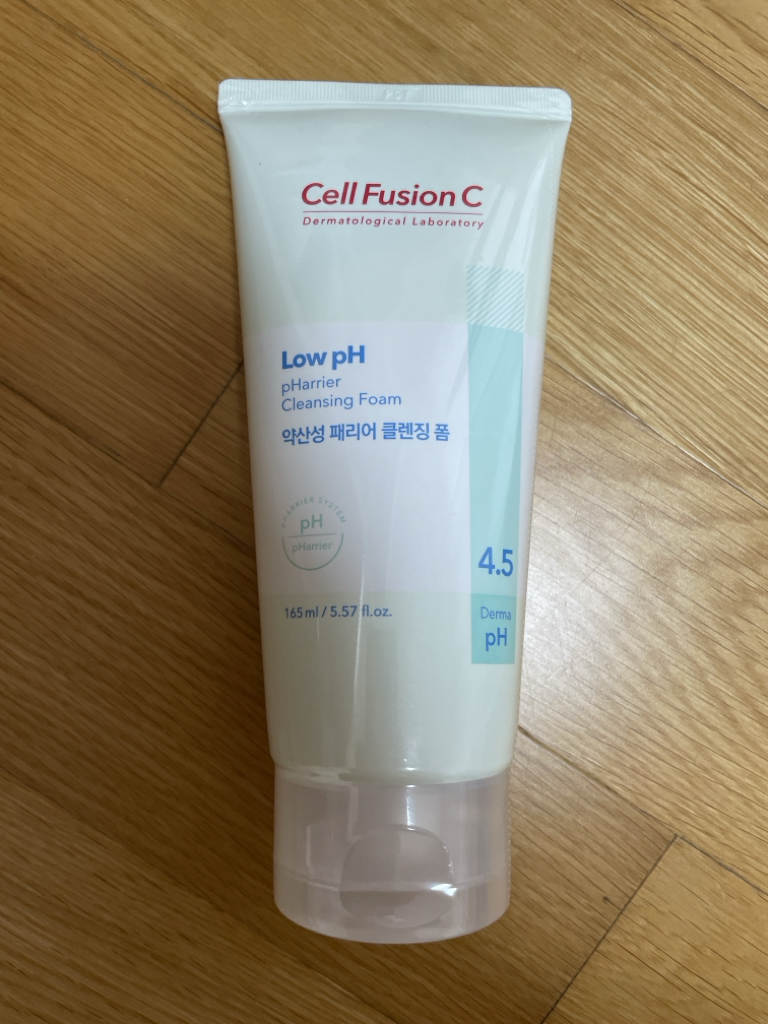 Cell Fusion C
Dermatological Laboratory
Low pH
pHarrier
Cleansing Foam
약산성 패리어 클렌징 폼
PHARRIER SYSTEM
pH
pHarrier
4.5
165 ml / 5.57 fl.oz.
Derma
pH